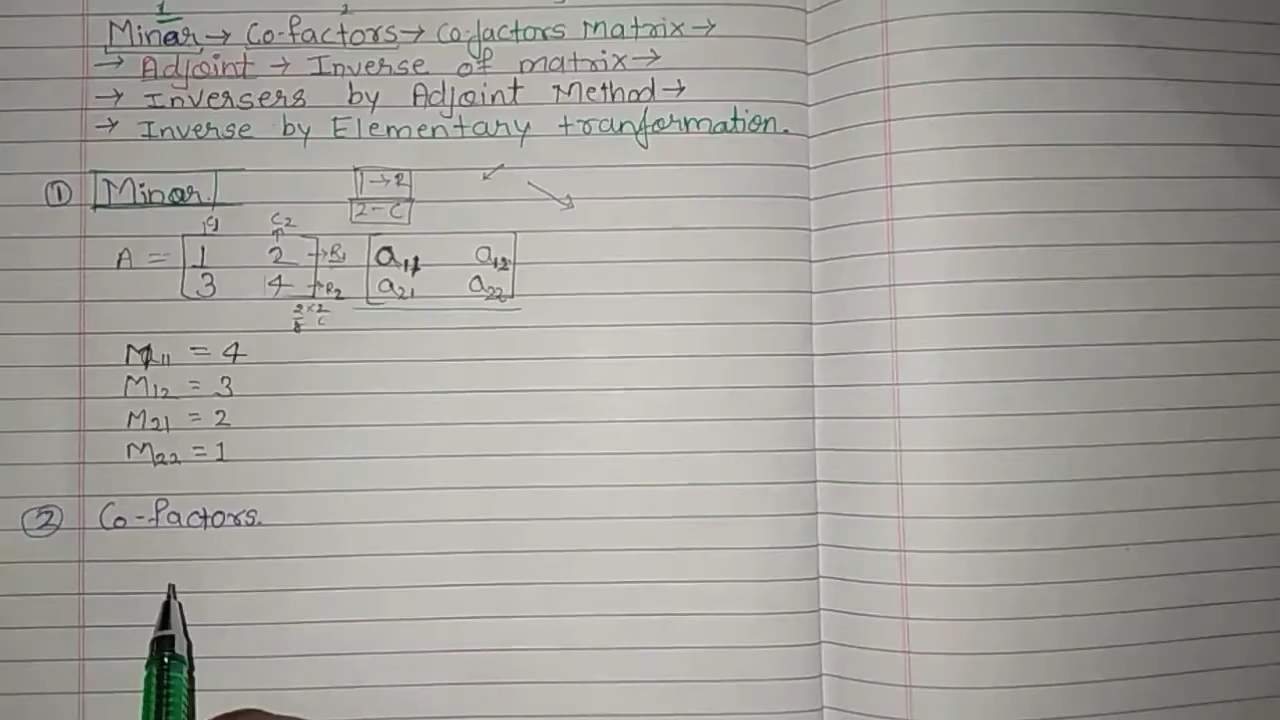 1 2
Minor → Co-factors → Co-factors Matrix →
→ Adjoint → Inverse of matrix →
→ Inversers by Adjoint Method →
→ Inverse by Elementary tranformation.
① Minor. 1→R
2-C
C1 C2
A = [1 2] → R1 [a11 a12]
[3 4] → R2 [a21 a22]
2×2
R C
M11 = 4
M12 = 3
M21 = 2
M22 = 1
② Co-factors.